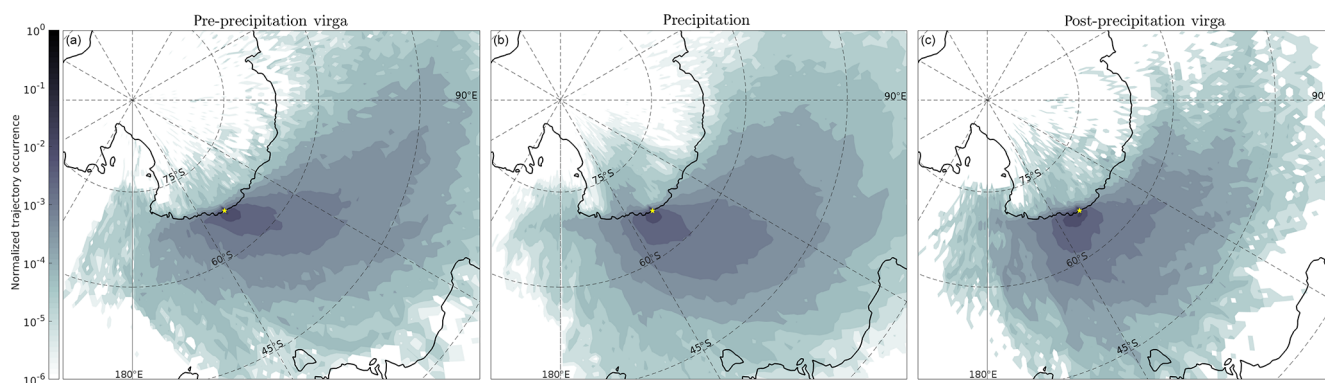 Pre-precipitation virga
Precipitation
Post-precipitation virga
(a)
(b)
(c)
Normalized trajectory occurrence
10^0
10^-1
10^-2
10^-3
10^-4
10^-5
10^-6
90°E
75°S
60°S
45°S
180°E
90°E
75°S
60°S
45°S
180°E
90°
75°S
60°S
45°S
180°E